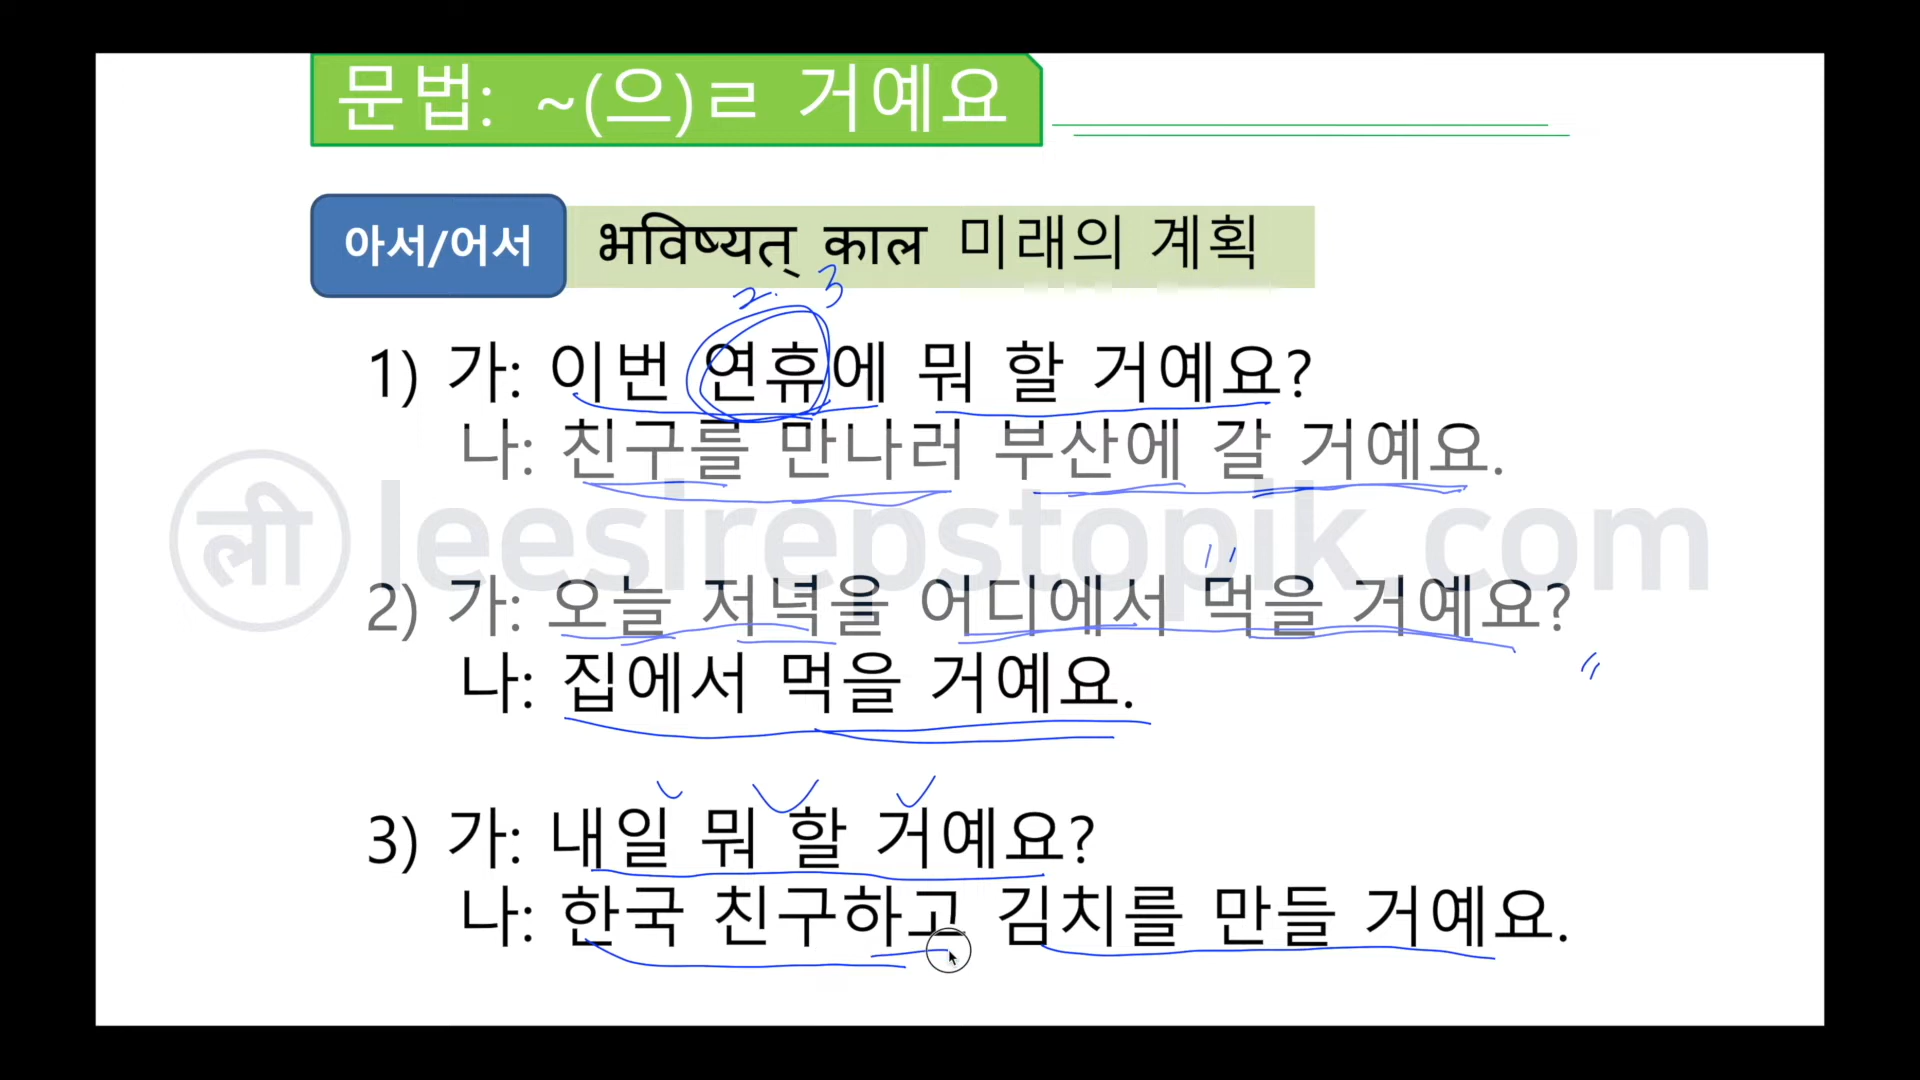 문법: ~(으)ㄹ 거예요
아서/어서 भविष्यत् काल 미래의 계획
2. 3
1) 가: 이번 연휴에 뭐 할 거예요?
나: 친구를 만나러 부산에 갈 거예요.
ली leesirepstopik.com
2) 가: 오늘 저녁을 어디에서 먹을 거예요?
나: 집에서 먹을 거예요.
3) 가: 내일 뭐 할 거예요?
나: 한국 친구하고 김치를 만들 거예요.